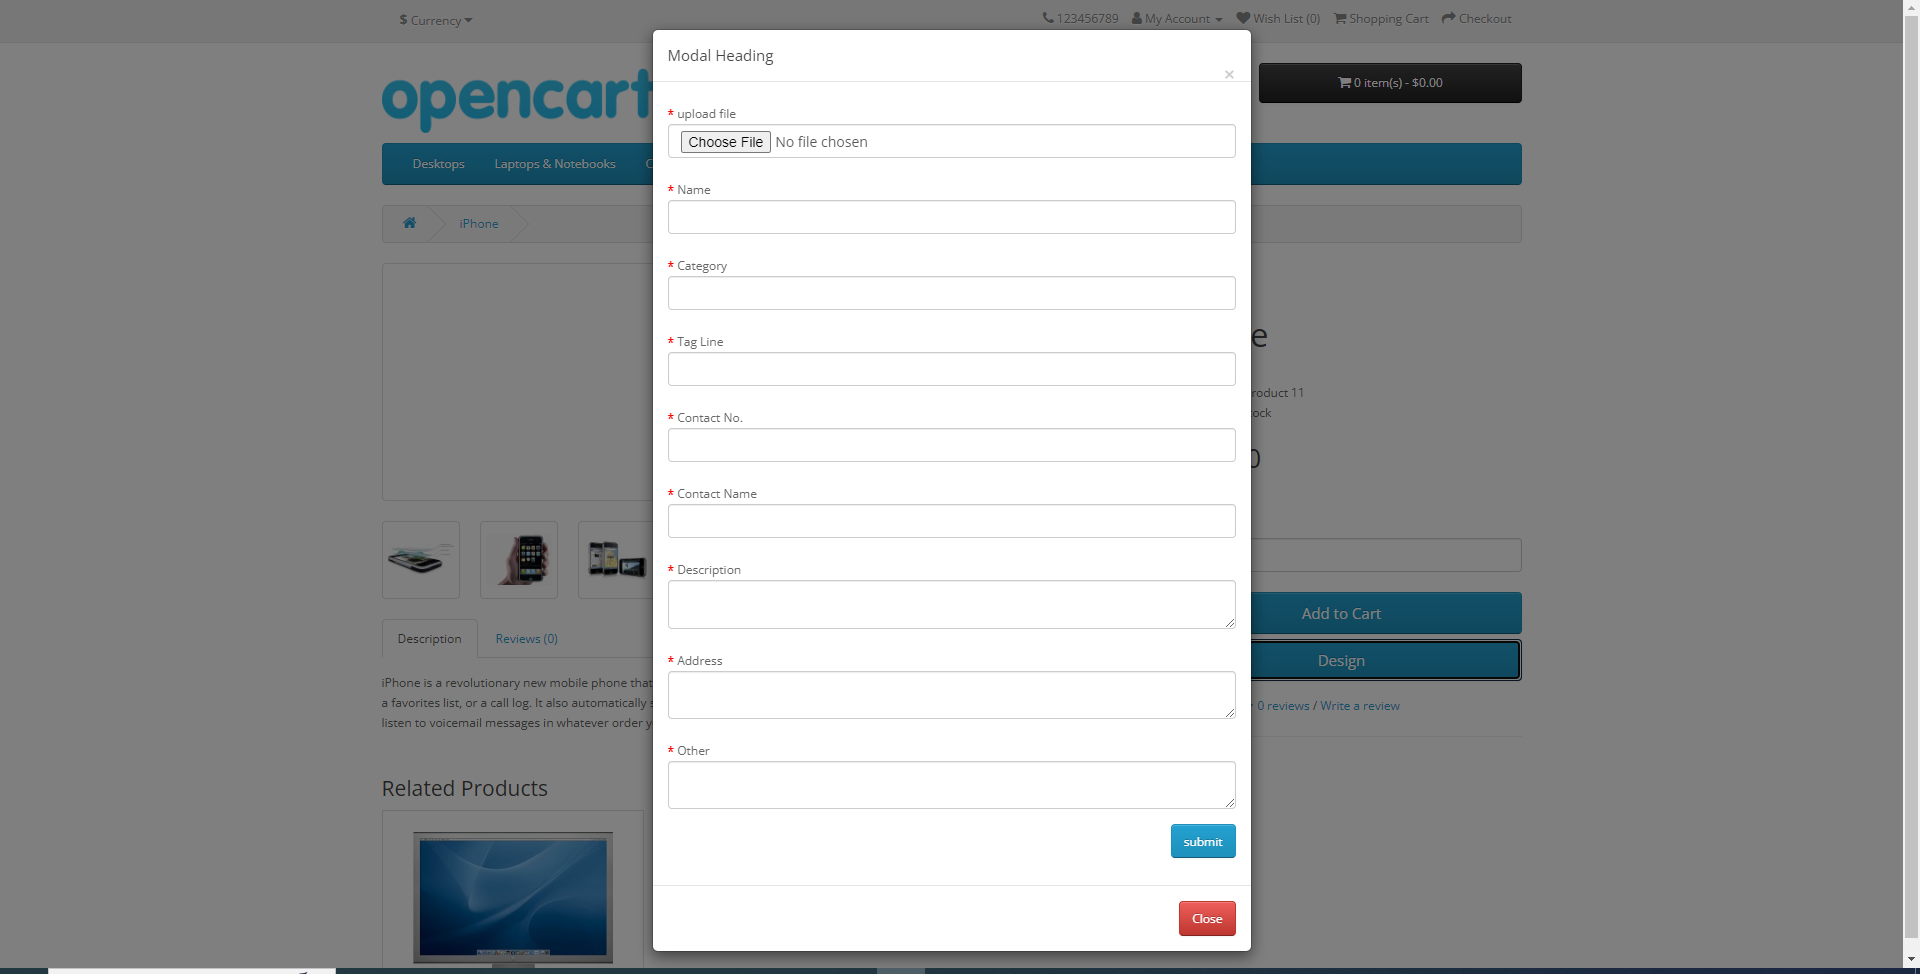 $ Currency
123456789 My Account Wish List (0) Shopping Cart Checkout
opencart
0 item(s) - $0.00
Desktops Laptops & Notebooks C
iPhone
Modal Heading
×
* upload file
Choose File No file chosen
* Name
* Category
* Tag Line
* Contact No.
* Contact Name
* Description
* Address
* Other
submit
Close
e
roduct 11
tock
0
Add to Cart
Design
0 reviews / Write a review
Description Reviews (0)
iPhone is a revolutionary new mobile phone that
a favorites list, or a call log. It also automatically s
listen to voicemail messages in whatever order y
Related Products